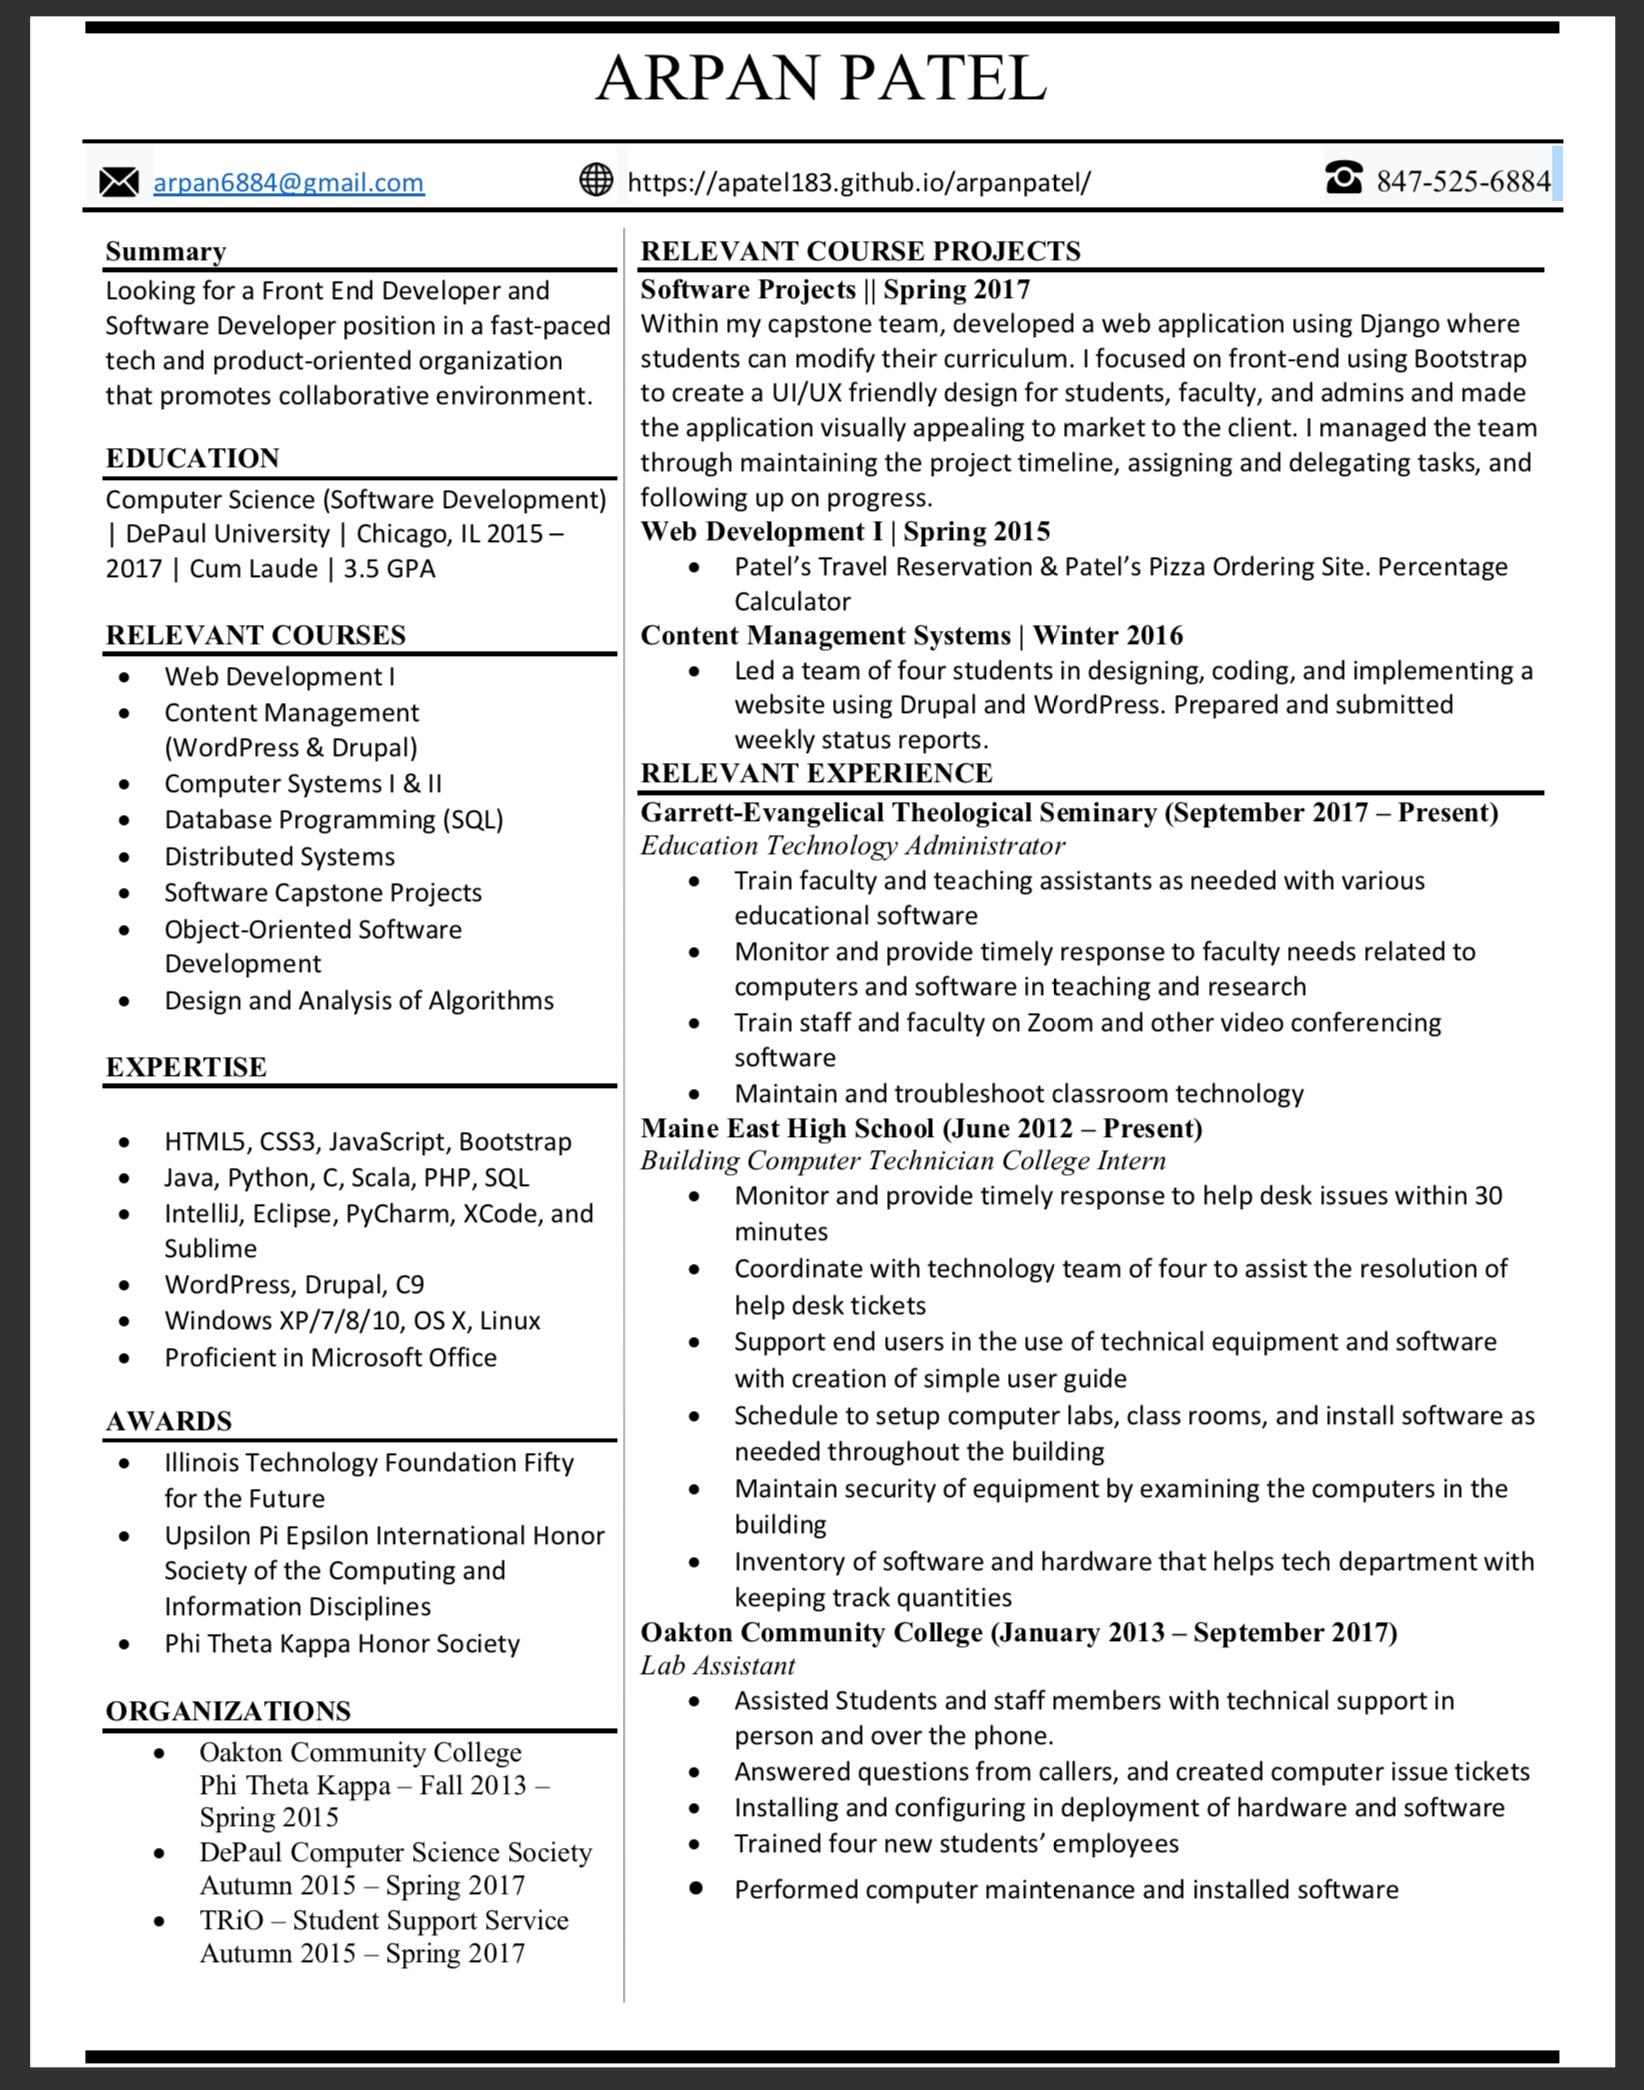 ARPAN PATEL
arpan6884@gmail.com
https://apatel183.github.io/arpanpatel/
847-525-6884
Summary
Looking for a Front End Developer and
Software Developer position in a fast-paced
tech and product-oriented organization
that promotes collaborative environment.
EDUCATION
Computer Science (Software Development)
| DePaul University | Chicago, IL 2015 –
2017 | Cum Laude | 3.5 GPA
RELEVANT COURSES
• Web Development I
• Content Management
(WordPress & Drupal)
• Computer Systems I & II
• Database Programming (SQL)
• Distributed Systems
• Software Capstone Projects
• Object-Oriented Software
Development
• Design and Analysis of Algorithms
EXPERTISE
• HTML5, CSS3, JavaScript, Bootstrap
• Java, Python, C, Scala, PHP, SQL
• IntelliJ, Eclipse, PyCharm, XCode, and
Sublime
• WordPress, Drupal, C9
• Windows XP/7/8/10, OS X, Linux
• Proficient in Microsoft Office
AWARDS
• Illinois Technology Foundation Fifty
for the Future
• Upsilon Pi Epsilon International Honor
Society of the Computing and
Information Disciplines
• Phi Theta Kappa Honor Society
ORGANIZATIONS
• Oakton Community College
Phi Theta Kappa – Fall 2013 –
Spring 2015
• DePaul Computer Science Society
Autumn 2015 – Spring 2017
• TRiO – Student Support Service
Autumn 2015 – Spring 2017
RELEVANT COURSE PROJECTS
Software Projects || Spring 2017
Within my capstone team, developed a web application using Django where
students can modify their curriculum. I focused on front-end using Bootstrap
to create a UI/UX friendly design for students, faculty, and admins and made
the application visually appealing to market to the client. I managed the team
through maintaining the project timeline, assigning and delegating tasks, and
following up on progress.
Web Development I | Spring 2015
• Patel’s Travel Reservation & Patel’s Pizza Ordering Site. Percentage
Calculator
Content Management Systems | Winter 2016
• Led a team of four students in designing, coding, and implementing a
website using Drupal and WordPress. Prepared and submitted
weekly status reports.
RELEVANT EXPERIENCE
Garrett-Evangelical Theological Seminary (September 2017 – Present)
Education Technology Administrator
• Train faculty and teaching assistants as needed with various
educational software
• Monitor and provide timely response to faculty needs related to
computers and software in teaching and research
• Train staff and faculty on Zoom and other video conferencing
software
• Maintain and troubleshoot classroom technology
Maine East High School (June 2012 – Present)
Building Computer Technician College Intern
• Monitor and provide timely response to help desk issues within 30
minutes
• Coordinate with technology team of four to assist the resolution of
help desk tickets
• Support end users in the use of technical equipment and software
with creation of simple user guide
• Schedule to setup computer labs, class rooms, and install software as
needed throughout the building
• Maintain security of equipment by examining the computers in the
building
• Inventory of software and hardware that helps tech department with
keeping track quantities
Oakton Community College (January 2013 – September 2017)
Lab Assistant
• Assisted Students and staff members with technical support in
person and over the phone.
• Answered questions from callers, and created computer issue tickets
• Installing and configuring in deployment of hardware and software
• Trained four new students’ employees
• Performed computer maintenance and installed software